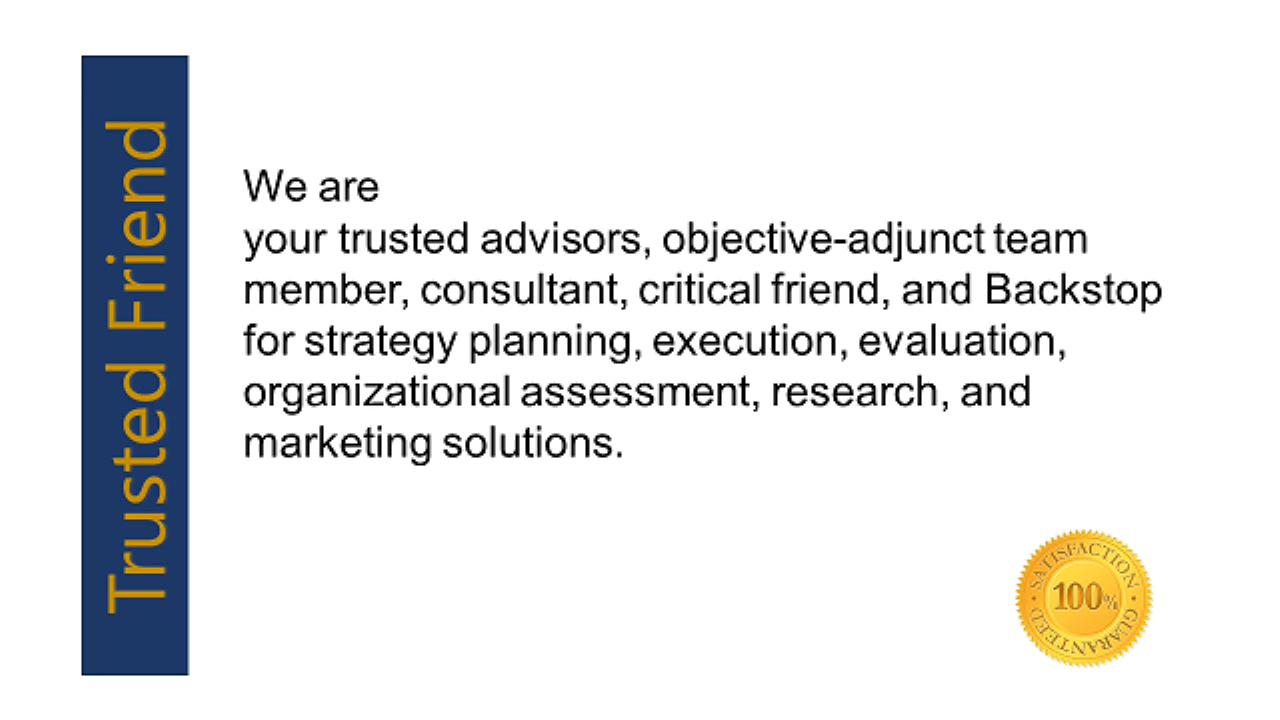 Trusted Friend
We are
your trusted advisors, objective-adjunct team
member, consultant, critical friend, and Backstop
for strategy planning, execution, evaluation,
organizational assessment, research, and
marketing solutions.
SATISFACTION
100%
GUARANTEED